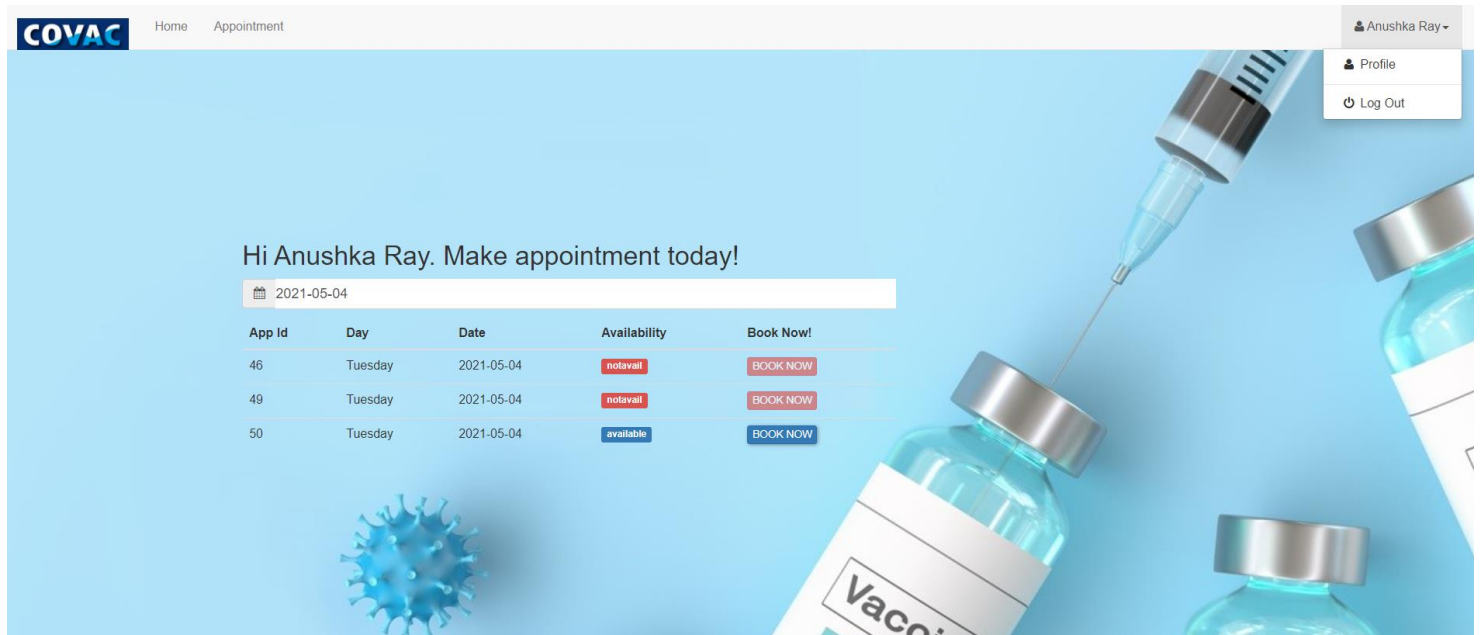 COVAC Home Appointment Anushka Ray
Profile
Log Out
Hi Anushka Ray. Make appointment today!
2021-05-04
App Id Day Date Availability Book Now!
46 Tuesday 2021-05-04 notavail BOOK NOW
49 Tuesday 2021-05-04 notavail BOOK NOW
50 Tuesday 2021-05-04 available BOOK NOW